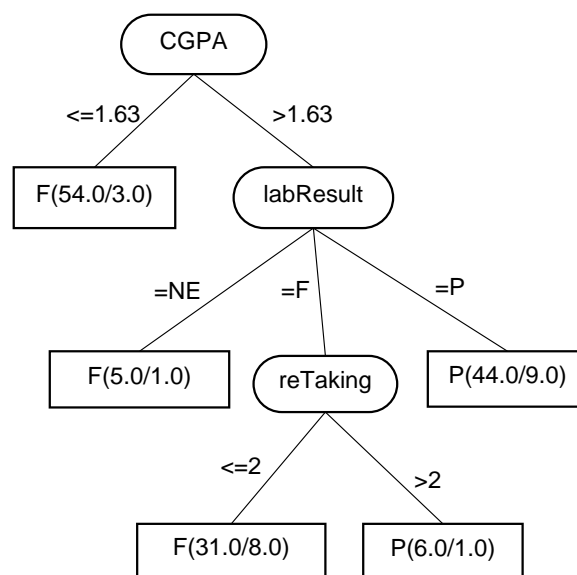 CGPA
<=1.63
>1.63
F(54.0/3.0)
labResult
=NE
=F
=P
F(5.0/1.0)
reTaking
P(44.0/9.0)
<=2
>2
F(31.0/8.0)
P(6.0/1.0)